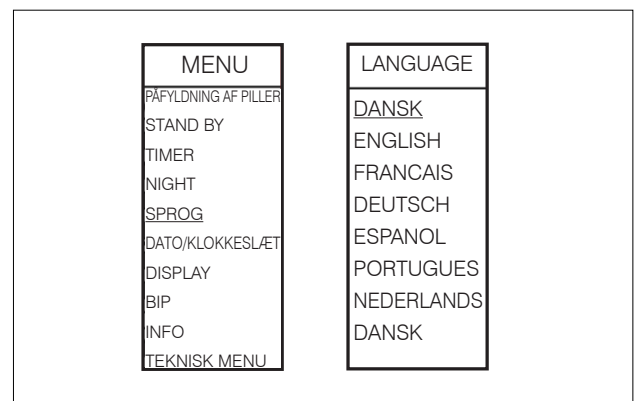 MENU
PÅFYLDNING AF PILLER
STAND BY
TIMER
NIGHT
SPROG
DATO/KLOKKESLÆT
DISPLAY
BIP
INFO
TEKNISK MENU
LANGUAGE
DANSK
ENGLISH
FRANCAIS
DEUTSCH
ESPANOL
PORTUGUES
NEDERLANDS
DANSK